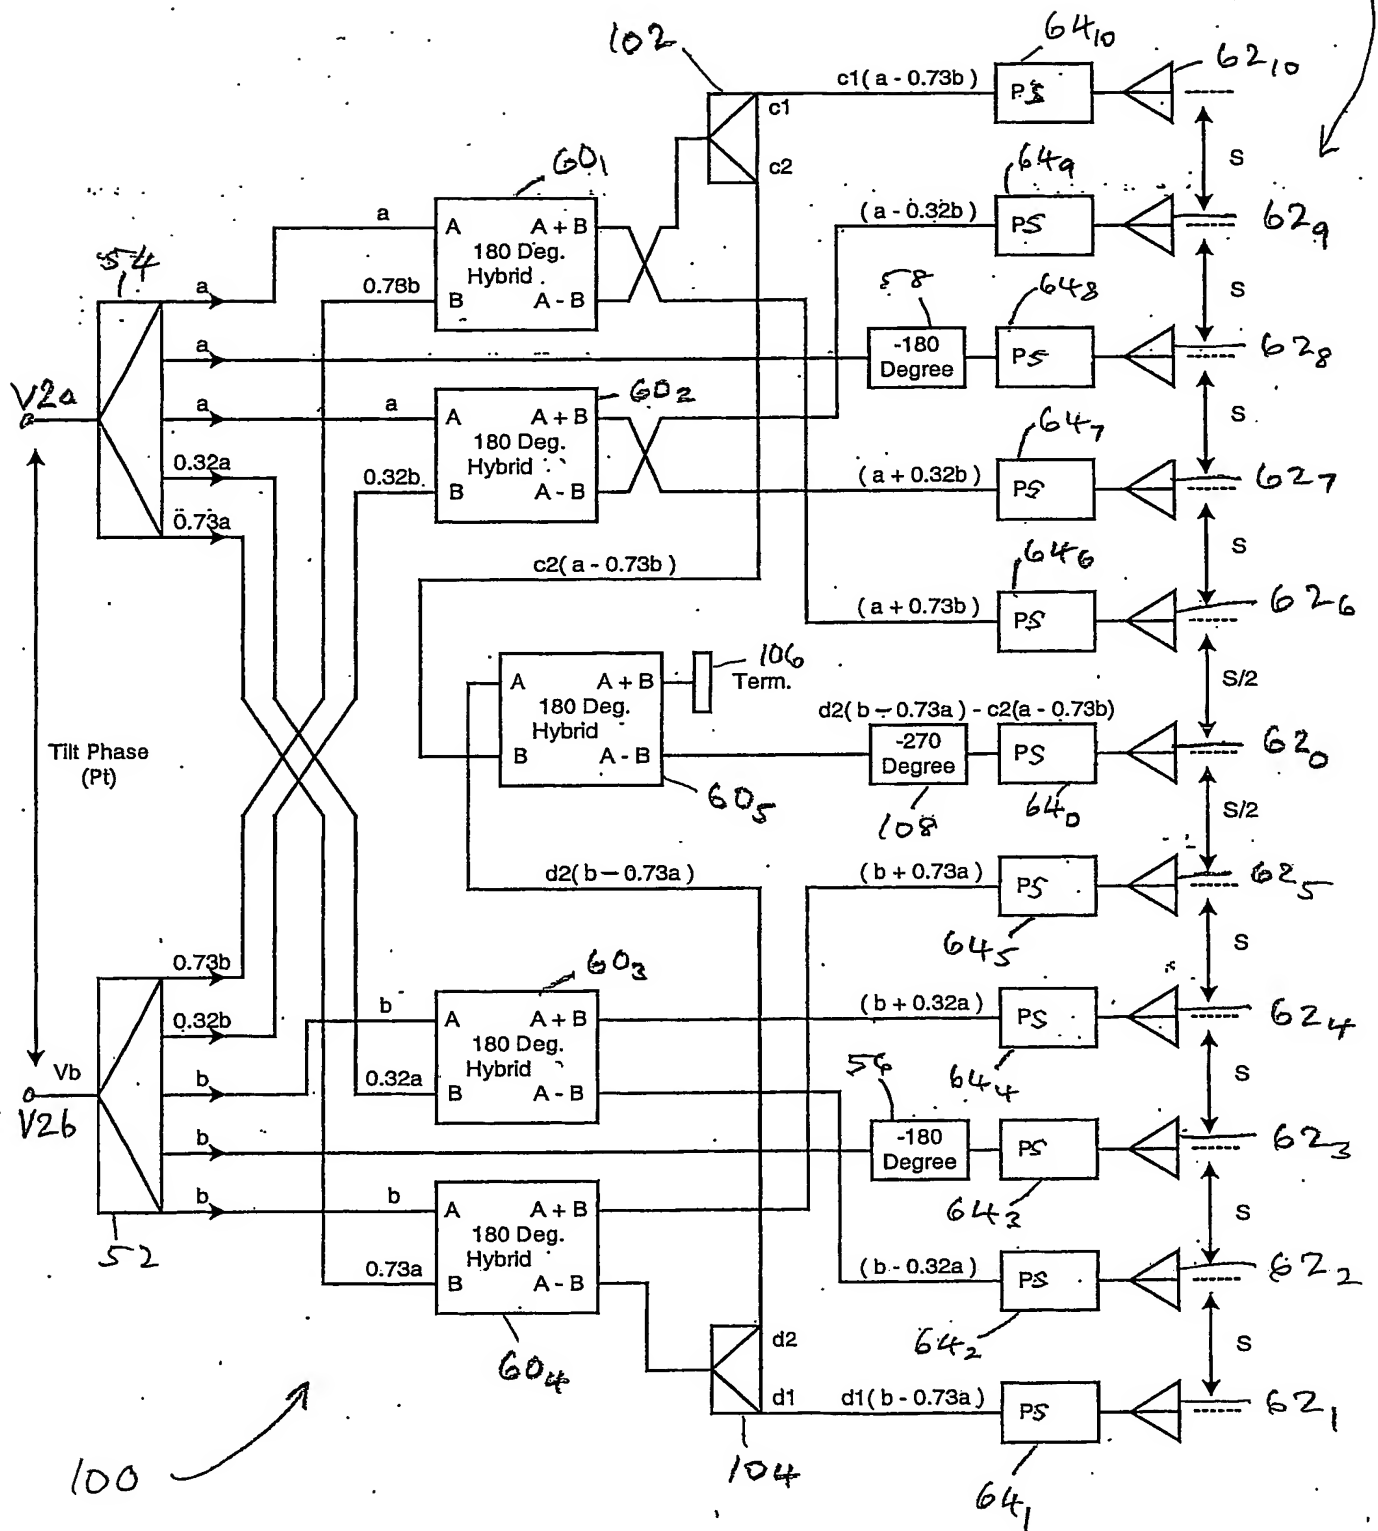 102
64₁₀
62₁₀
c1( a - 0.73b )
PS
c1
c2
S
60₁
64₉
(a - 0.32b)
PS
62₉
a
A
A + B
180 Deg.
Hybrid
0.78b
B
A - B
S
54
a
58
64₈
a
-180
Degree
PS
62₈
V2a
60₂
S
a
a
A
A + B
180 Deg.
Hybrid
64₇
0.32a
0.32b
B
A - B
(a + 0.32b)
PS
62₇
0.73a
S
64₆
c2( a - 0.73b )
(a + 0.73b)
PS
62₆
106
Term.
A
A + B
180 Deg.
Hybrid
S/2
d2( b - 0.73a ) - c2(a - 0.73b)
Tilt Phase
(Pt)
B
A - B
-270
Degree
PS
62₀
60₅
108
64₀
S/2
d2(b - 0.73a)
(b + 0.73a)
PS
62₅
64₅
S
0.73b
60₃
b
A
A + B
180 Deg.
Hybrid
(b + 0.32a)
PS
62₄
0.32b
56
64₄
S
Vb
V2b
b
0.32a
B
A - B
b
-180
Degree
PS
62₃
64₃
b
b
A
A + B
180 Deg.
Hybrid
S
52
0.73a
B
A - B
(b - 0.32a)
PS
62₂
64₂
60₄
d2
S
d1
d1( b - 0.73a)
PS
62₁
100
104
64₁